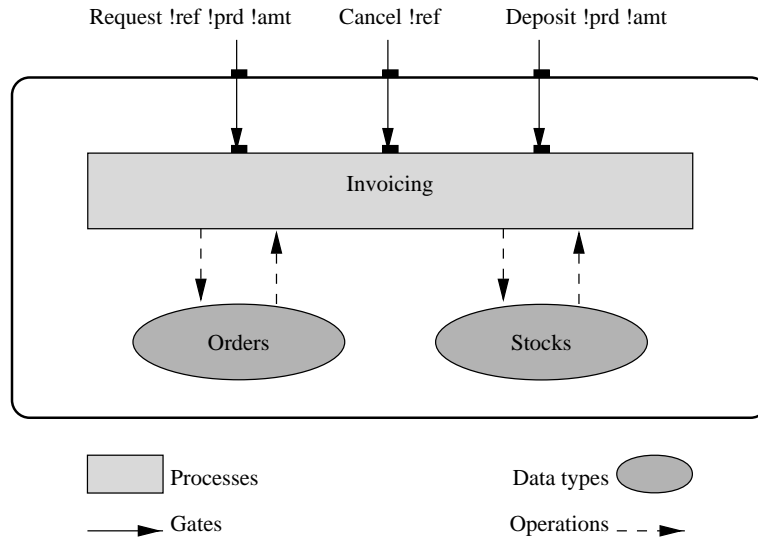 Request !ref !prd !amt
Cancel !ref
Deposit !prd !amt
Invoicing
Orders
Stocks
Processes
Data types
Gates
Operations